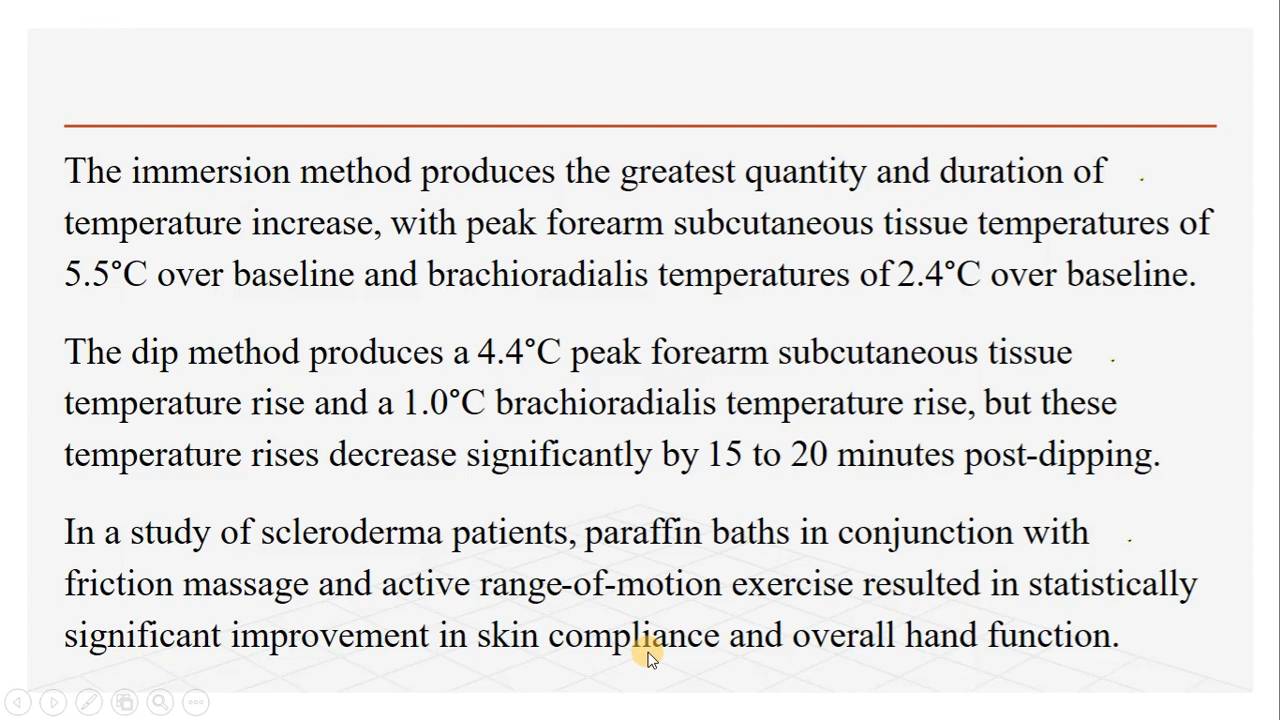 The immersion method produces the greatest quantity and duration of
temperature increase, with peak forearm subcutaneous tissue temperatures of
5.5°C over baseline and brachioradialis temperatures of 2.4°C over baseline.
The dip method produces a 4.4°C peak forearm subcutaneous tissue
temperature rise and a 1.0°C brachioradialis temperature rise, but these
temperature rises decrease significantly by 15 to 20 minutes post-dipping.
In a study of scleroderma patients, paraffin baths in conjunction with
friction massage and active range-of-motion exercise resulted in statistically
significant improvement in skin compliance and overall hand function.